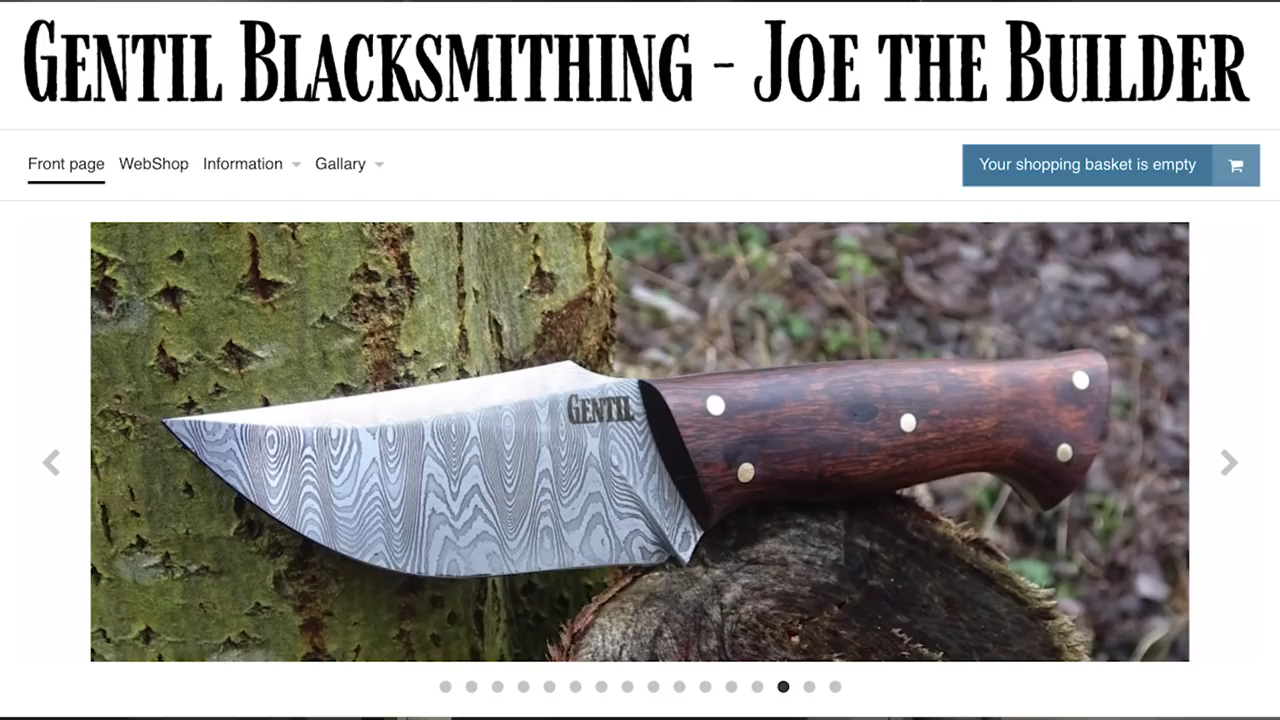 GENTIL BLACKSMITHING - JOE THE BUILDER
Front page WebShop Information Gallary
Your shopping basket is empty
GENTIL